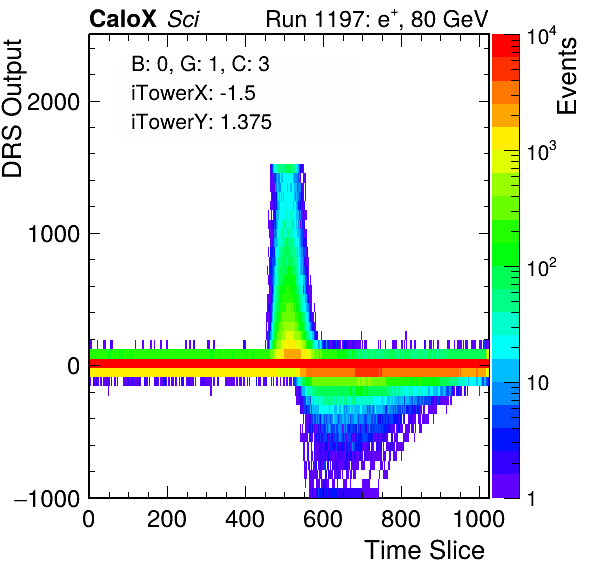 CaloX Sci Run 1197: e⁺, 80 GeV
B: 0, G: 1, C: 3
iTowerX: -1.5
iTowerY: 1.375
DRS Output
2000
1000
0
−1000
0 200 400 600 800 1000
Time Slice
Events
10⁴
10³
10²
10
1